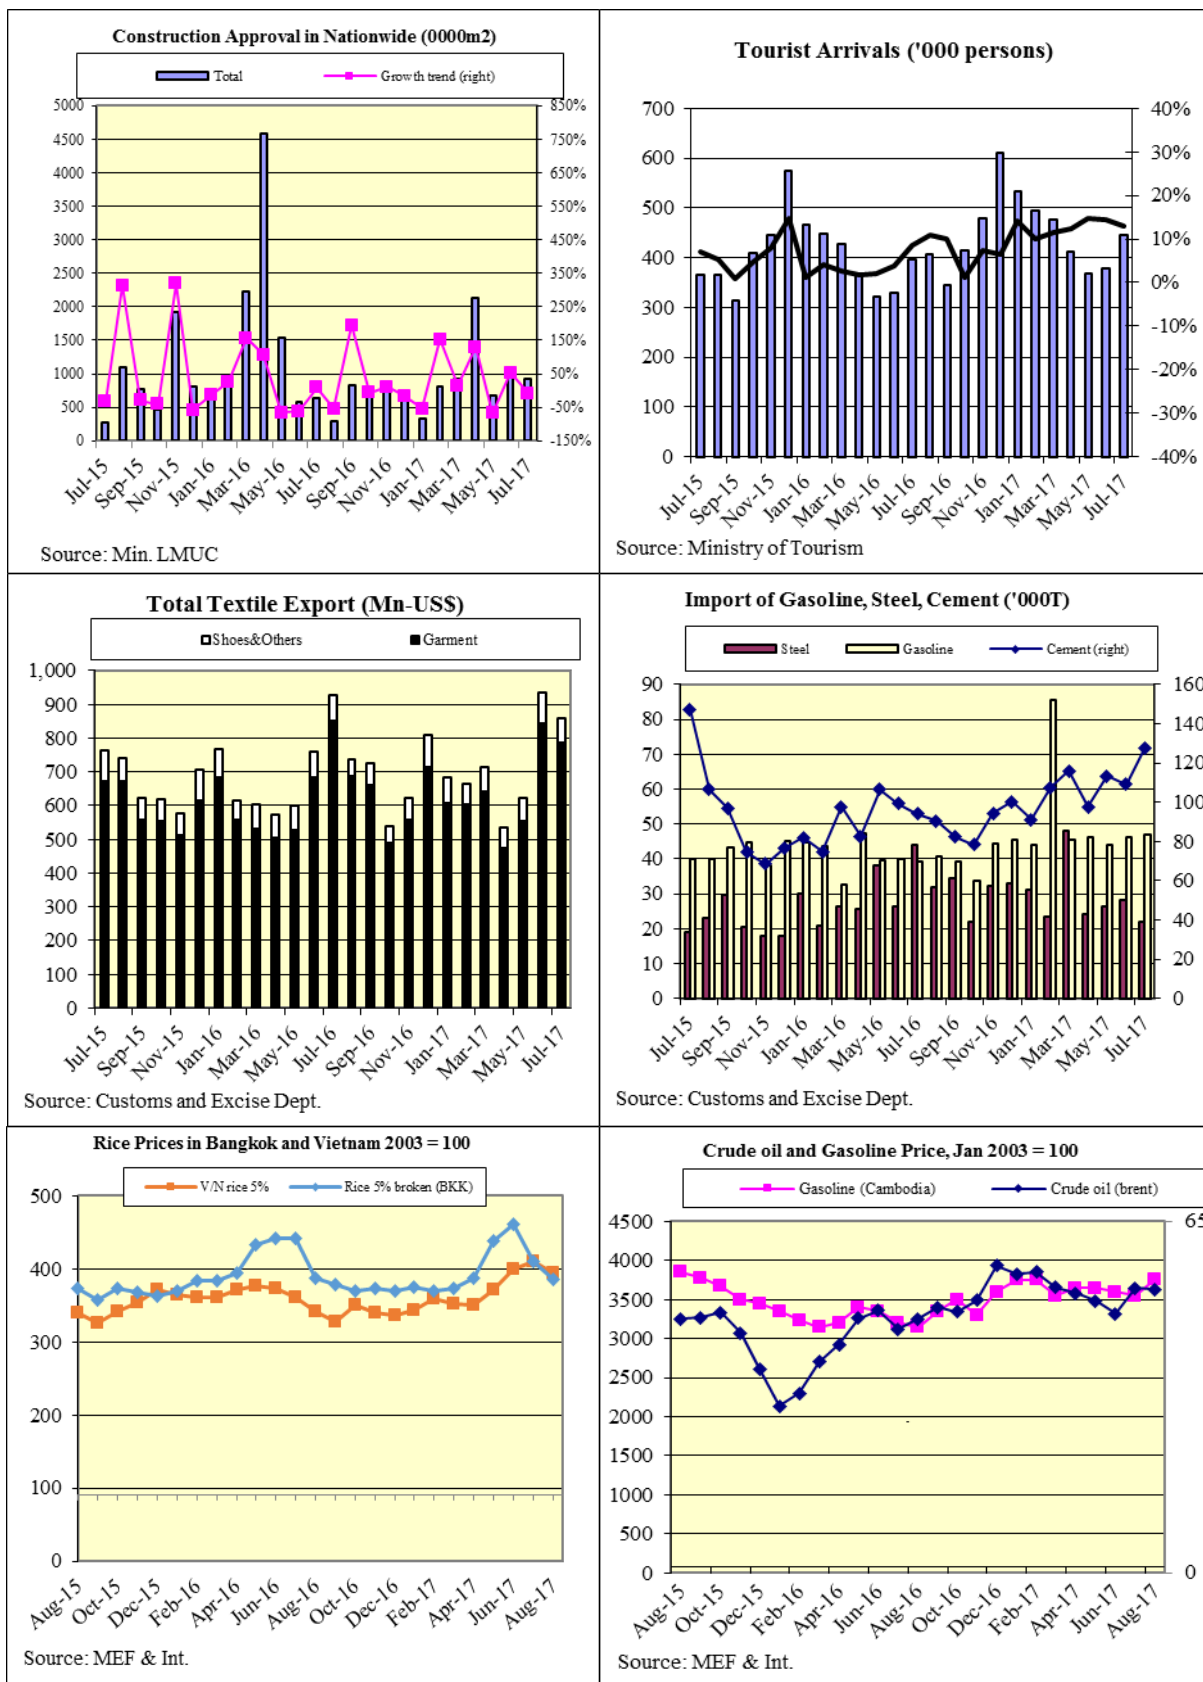 Construction Approval in Nationwide (0000m2)
Total
Growth trend (right)
5000
4500
4000
3500
3000
2500
2000
1500
1000
500
0
850%
750%
650%
550%
450%
350%
250%
150%
50%
-50%
-150%
Jul-15
Sep-15
Nov-15
Jan-16
Mar-16
May-16
Jul-16
Sep-16
Nov-16
Jan-17
Mar-17
May-17
Jul-17
Source: Min. LMUC
Tourist Arrivals ('000 persons)
700
600
500
400
300
200
100
0
40%
30%
20%
10%
0%
-10%
-20%
-30%
-40%
Jul-15
Sep-15
Nov-15
Jan-16
Mar-16
May-16
Jul-16
Sep-16
Nov-16
Jan-17
Mar-17
May-17
Jul-17
Source: Ministry of Tourism
Total Textile Export (Mn-US$)
Shoes&Others
Garment
1,000
900
800
700
600
500
400
300
200
100
0
Jul-15
Sep-15
Nov-15
Jan-16
Mar-16
May-16
Jul-16
Sep-16
Nov-16
Jan-17
Mar-17
May-17
Jul-17
Source: Customs and Excise Dept.
Import of Gasoline, Steel, Cement ('000T)
Steel
Gasoline
Cement (right)
90
80
70
60
50
40
30
20
10
0
160
140
120
100
80
60
40
20
0
Jul-15
Sep-15
Nov-15
Jan-16
Mar-16
May-16
Jul-16
Sep-16
Nov-16
Jan-17
Mar-17
May-17
Jul-17
Source: Customs and Excise Dept.
Rice Prices in Bangkok and Vietnam 2003 = 100
V/N rice 5%
Rice 5% broken (BKK)
500
400
300
200
100
0
Aug-15
Oct-15
Dec-15
Feb-16
Apr-16
Jun-16
Aug-16
Oct-16
Dec-16
Feb-17
Apr-17
Jun-17
Aug-17
Source: MEF & Int.
Crude oil and Gasoline Price, Jan 2003 = 100
Gasoline (Cambodia)
Crude oil (brent)
4500
4000
3500
3000
2500
2000
1500
1000
500
0
65
0
Aug-15
Oct-15
Dec-15
Feb-16
Apr-16
Jun-16
Aug-16
Oct-16
Dec-16
Feb-17
Apr-17
Jun-17
Aug-17
Source: MEF & Int.